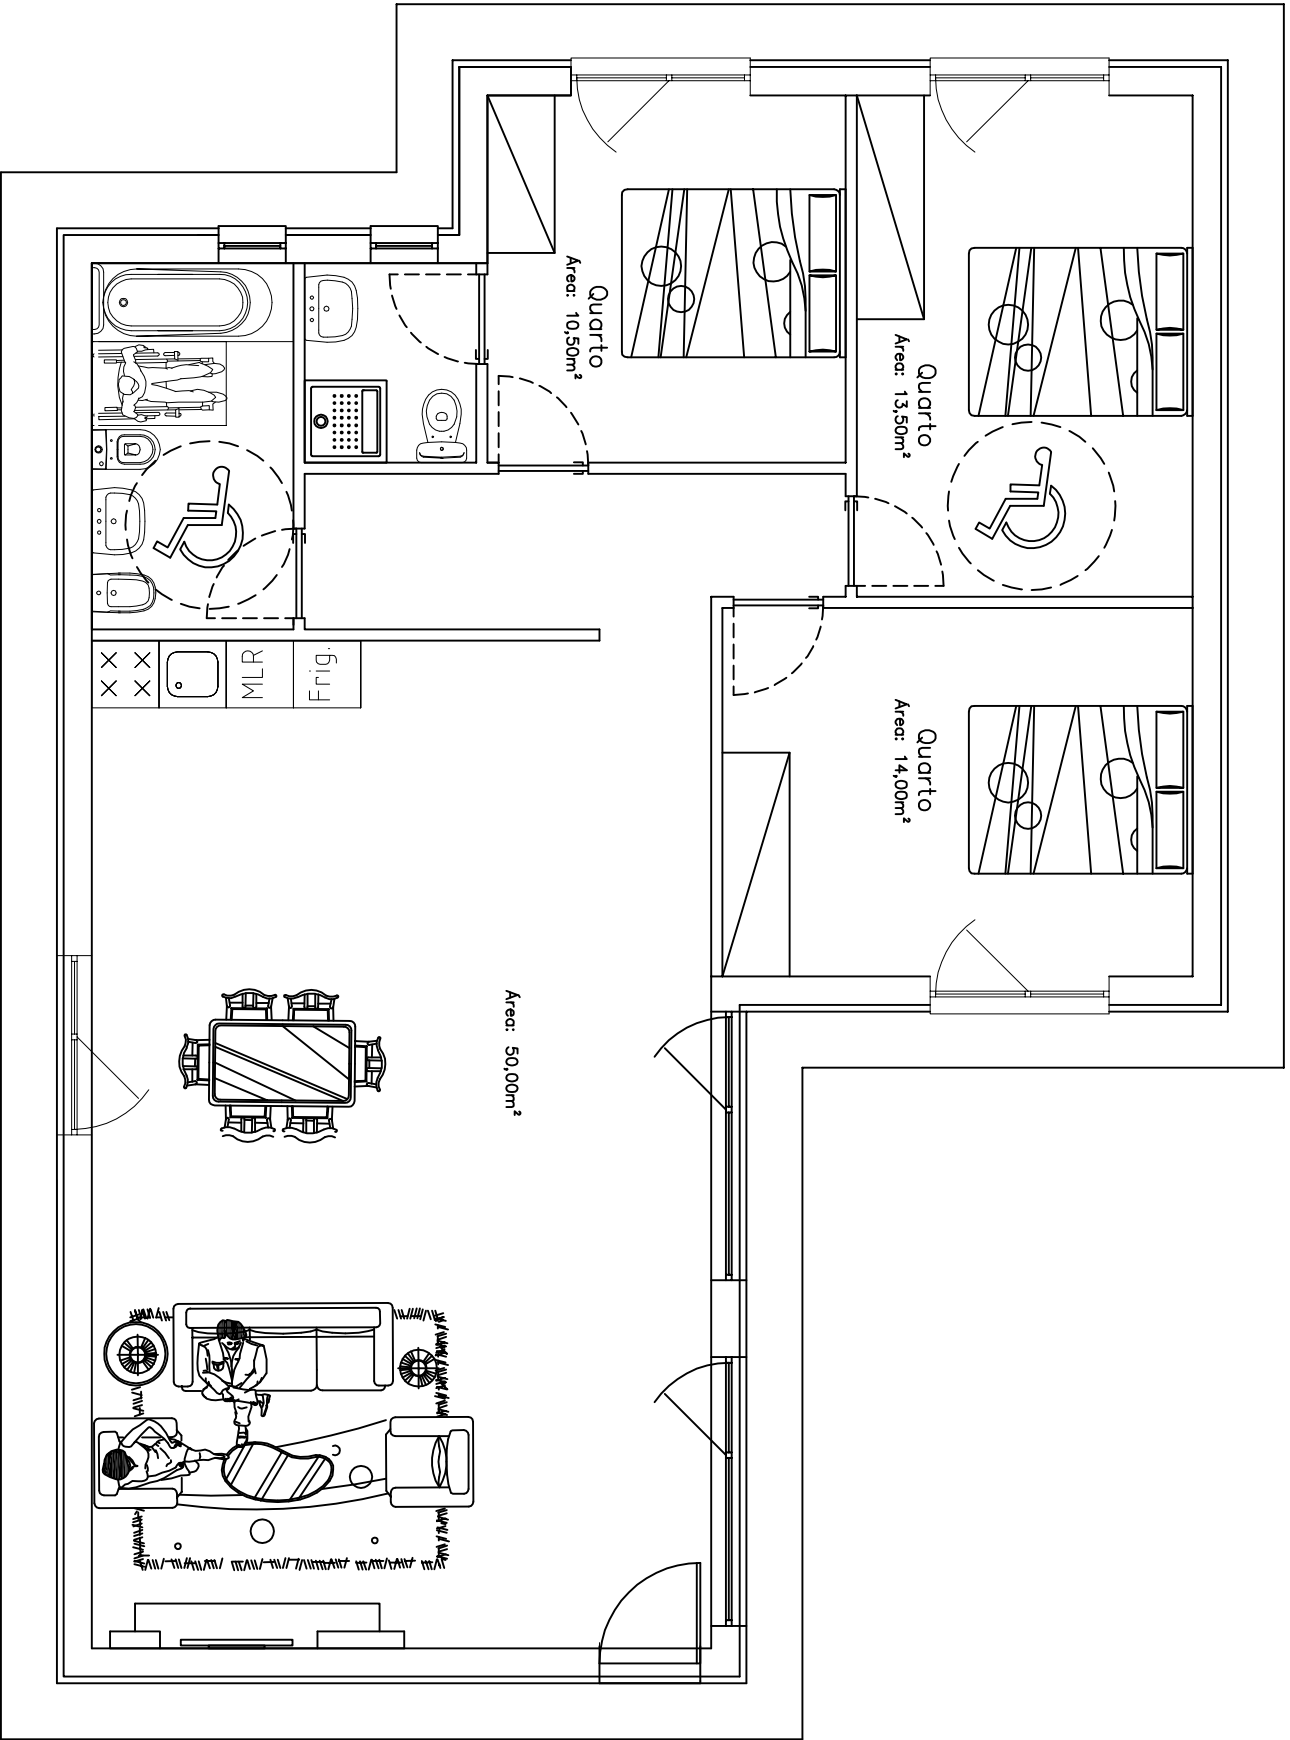 Quarto
Área: 10,50m²
Quarto
Área: 13,50m²
Quarto
Área: 14,00m²
MLR
Frig.
Área: 50,00m²